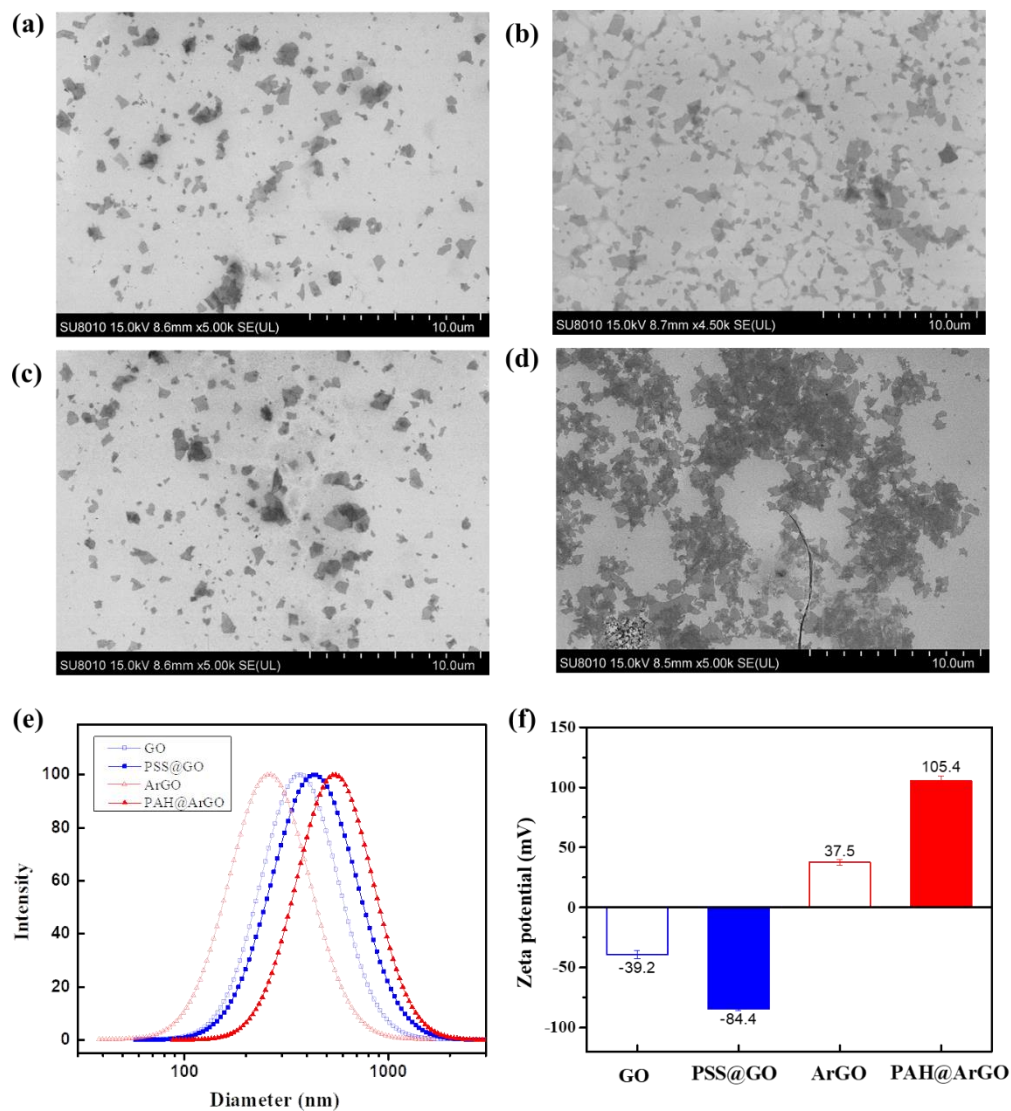 (a)
(b)
SU8010 15.0kV 8.6mm x5.00k SE(UL) 10.0um
SU8010 15.0kV 8.7mm x4.50k SE(UL) 10.0um
(c)
(d)
SU8010 15.0kV 8.6mm x5.00k SE(UL) 10.0um
SU8010 15.0kV 8.5mm x5.00k SE(UL) 10.0um
(e)
GO
PSS@GO
ArGO
PAH@ArGO
100
80
60
40
20
0
Intensity
100 1000
Diameter (nm)
(f)
150
100
50
0
-50
-100
Zeta potential (mV)
-39.2
-84.4
37.5
105.4
GO PSS@GO ArGO PAH@ArGO